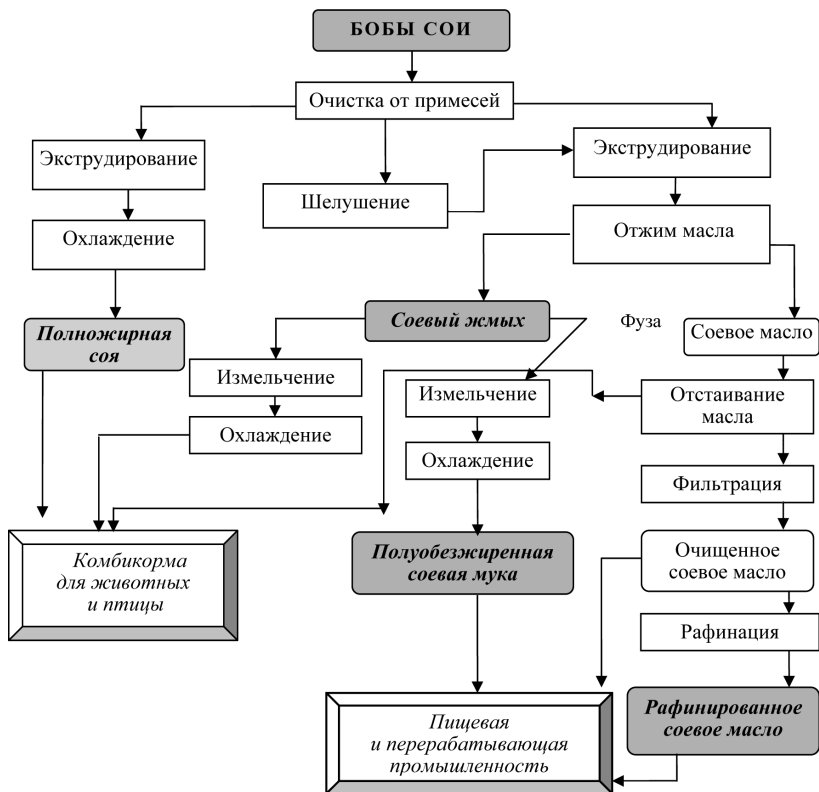 БОБЫ СОИ
Очистка от примесей
Экструдирование
Экструдирование
Шелушение
Охлаждение
Отжим масла
Полножирная
соя
Соевый жмых
Фуза
Соевое масло
Измельчение
Измельчение
Отстаивание
масла
Охлаждение
Охлаждение
Фильтрация
Комбикорма
для животных
и птицы
Полуобезжиренная
соевая мука
Очищенное
соевое масло
Рафинация
Пищевая
и перерабатывающая
промышленность
Рафинированное
соевое масло